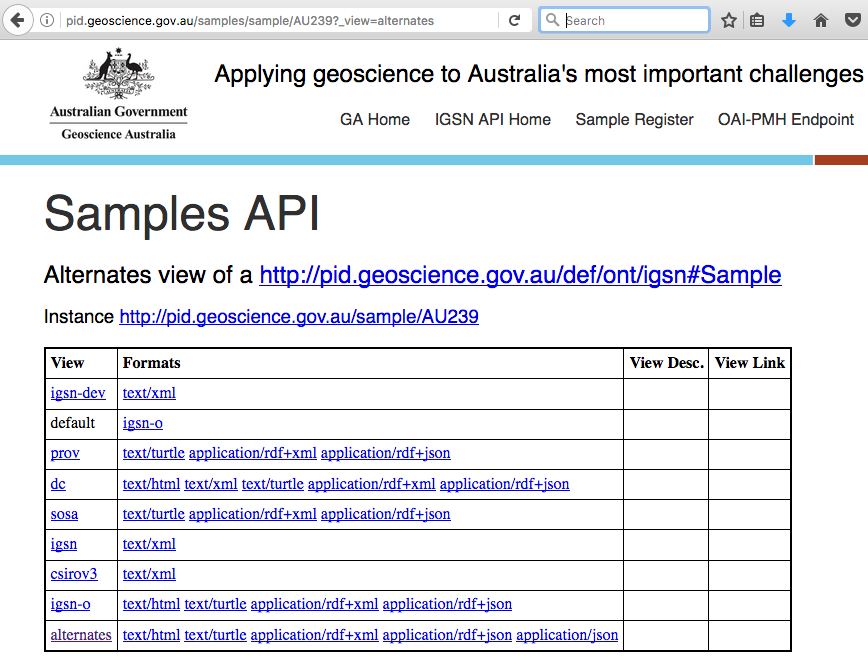 pid.geoscience.gov.au/samples/sample/AU239?_view=alternates
Search
Applying geoscience to Australia's most important challenges
Australian Government
Geoscience Australia
GA Home IGSN API Home Sample Register OAI-PMH Endpoint
Samples API
Alternates view of a http://pid.geoscience.gov.au/def/ont/igsn#Sample
Instance http://pid.geoscience.gov.au/sample/AU239
View Formats View Desc. View Link
igsn-dev text/xml
default igsn-o
prov text/turtle application/rdf+xml application/rdf+json
dc text/html text/xml text/turtle application/rdf+xml application/rdf+json
sosa text/turtle application/rdf+xml application/rdf+json
igsn text/xml
csirov3 text/xml
igsn-o text/html text/turtle application/rdf+xml application/rdf+json
alternates text/html text/turtle application/rdf+xml application/rdf+json application/json